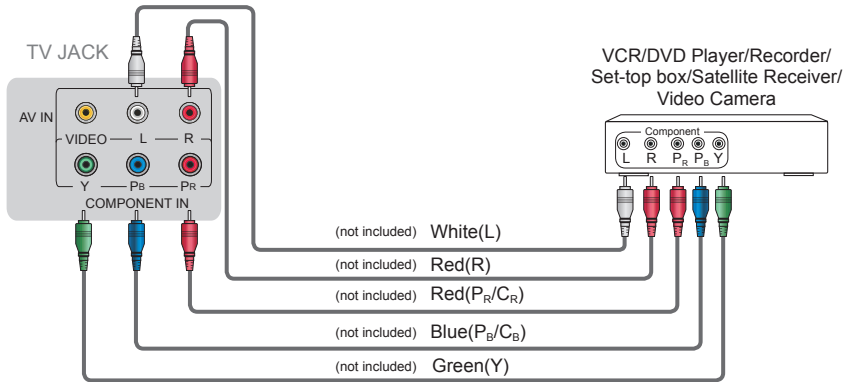 TV JACK
VCR/DVD Player/Recorder/
Set-top box/Satellite Receiver/
Video Camera
AV IN
VIDEO L R
Y PB PR
COMPONENT IN
Component
L R PR PB Y
(not included) White(L)
(not included) Red(R)
(not included) Red(PR/CR)
(not included) Blue(PB/CB)
(not included) Green(Y)